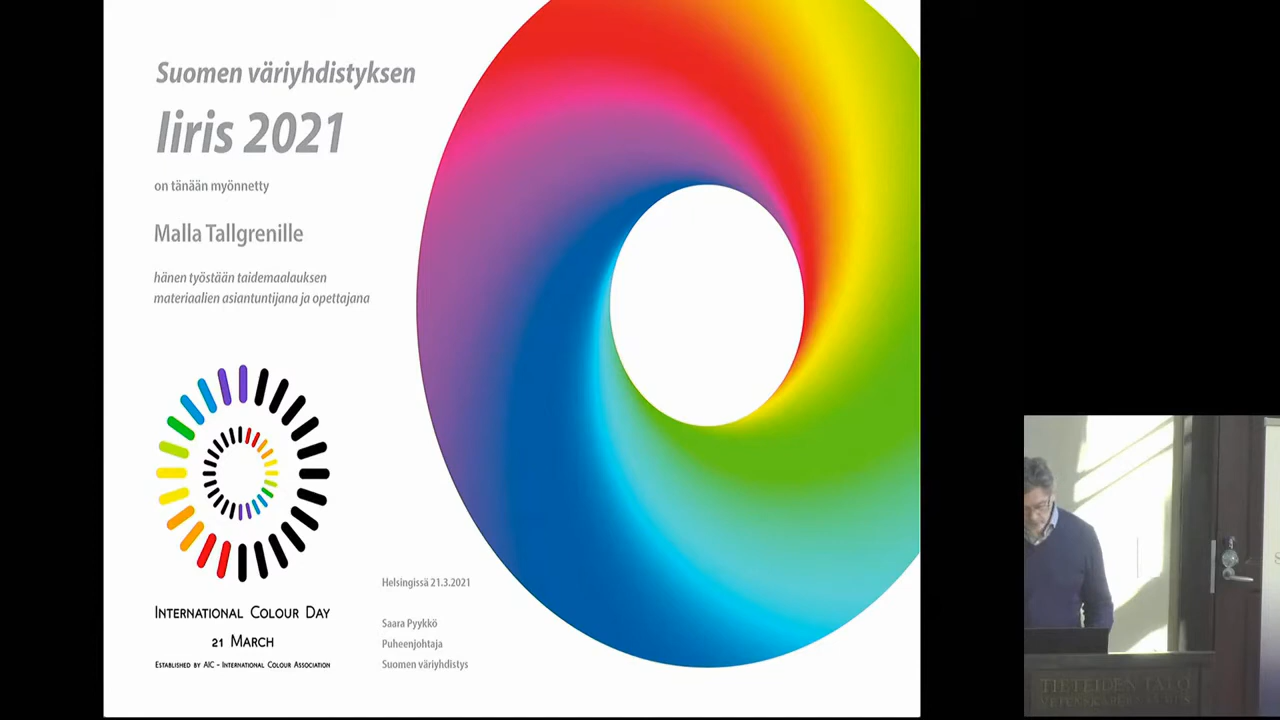 Suomen väriyhdistyksen
Iiris 2021
on tänään myönnetty
Malla Tallgrenille
hänen työstään taidemaalauksen
materiaalien asiantuntijana ja opettajana
International Colour Day
21 March
Established by AIC - International Colour Association
Helsingissä 21.3.2021
Saara Pyykkö
Puheenjohtaja
Suomen väriyhdistys
TIETEIDEN TALO